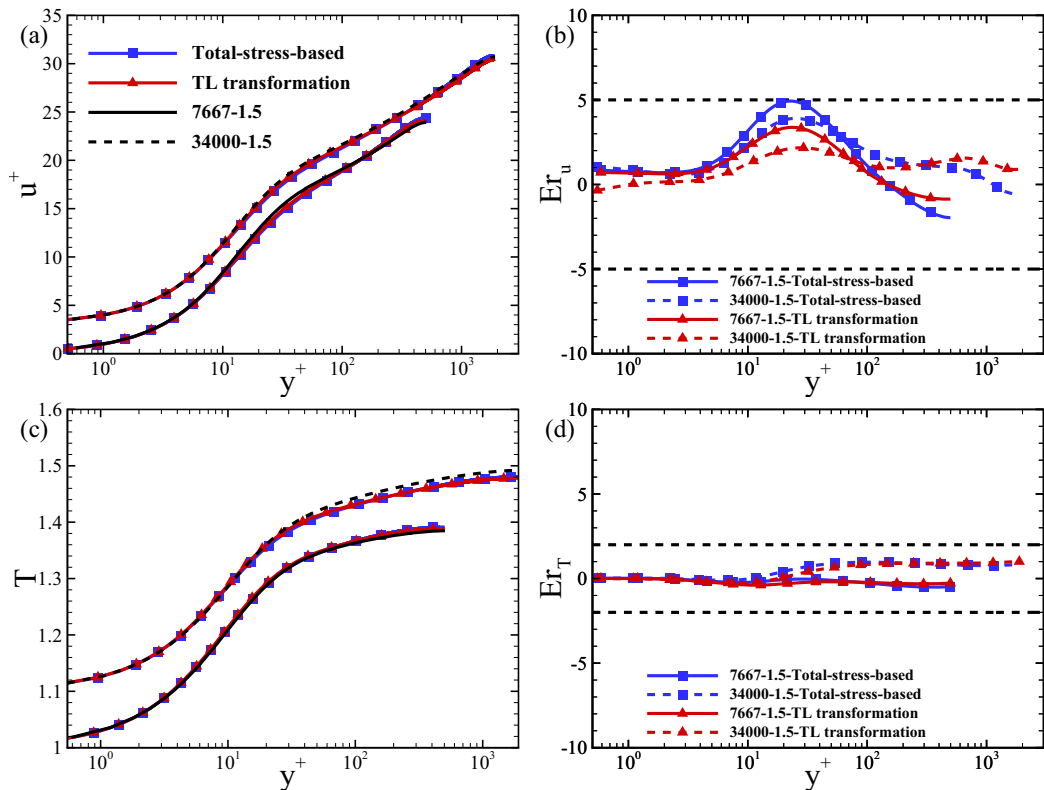 (a)
Total-stress-based
TL transformation
7667-1.5
34000-1.5
u+
35
30
25
20
15
10
5
0
10^0 10^1 10^2 10^3
y+
(b)
Er_u
10
5
0
-5
-10
7667-1.5-Total-stress-based
34000-1.5-Total-stress-based
7667-1.5-TL transformation
34000-1.5-TL transformation
10^0 10^1 10^2 10^3
y+
(c)
T
1.6
1.5
1.4
1.3
1.2
1.1
1
10^0 10^1 10^2 10^3
y+
(d)
Er_T
10
5
0
-5
-10
7667-1.5-Total-stress-based
34000-1.5-Total-stress-based
7667-1.5-TL transformation
34000-1.5-TL transformation
10^0 10^1 10^2 10^3
y+